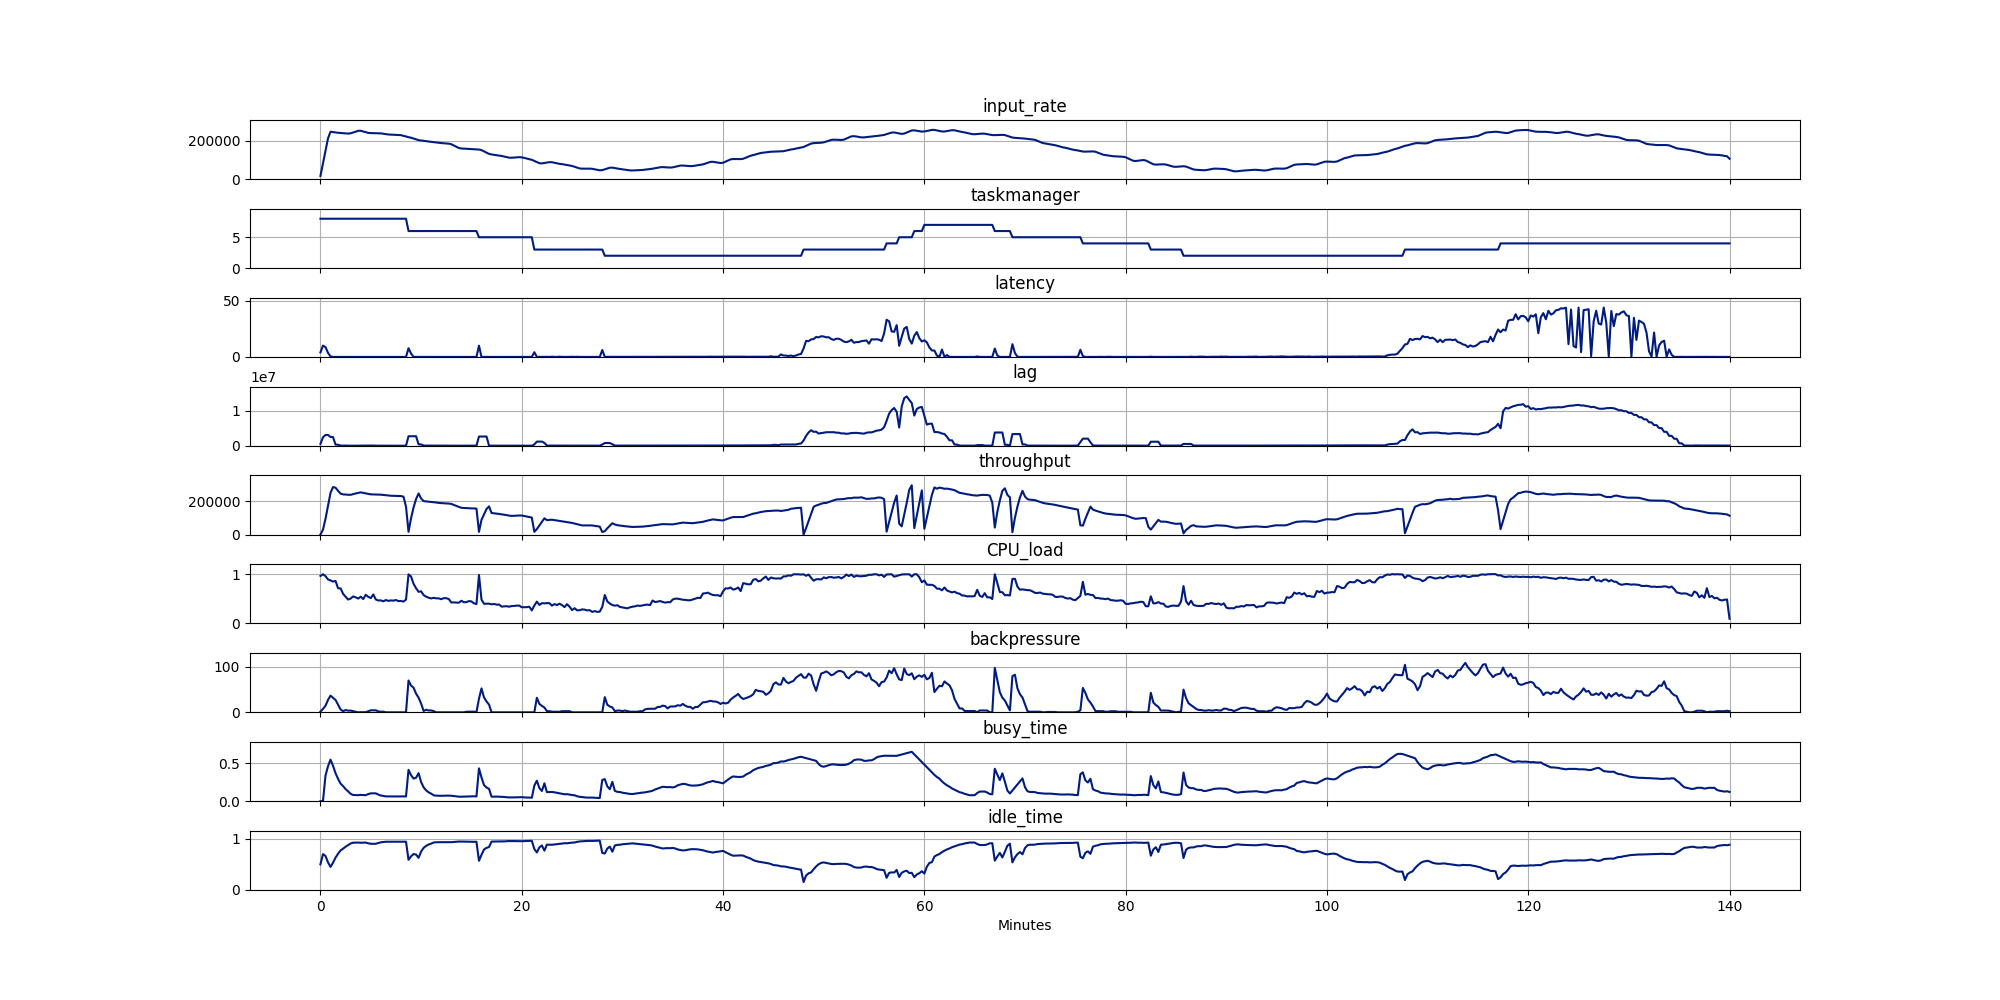 input_rate
200000
0
taskmanager
5
0
latency
50
0
lag
1e7
1
0
throughput
200000
0
CPU_load
1
0
backpressure
100
0
busy_time
0.5
0.0
idle_time
1
0
0 20 40 60 80 100 120 140
Minutes